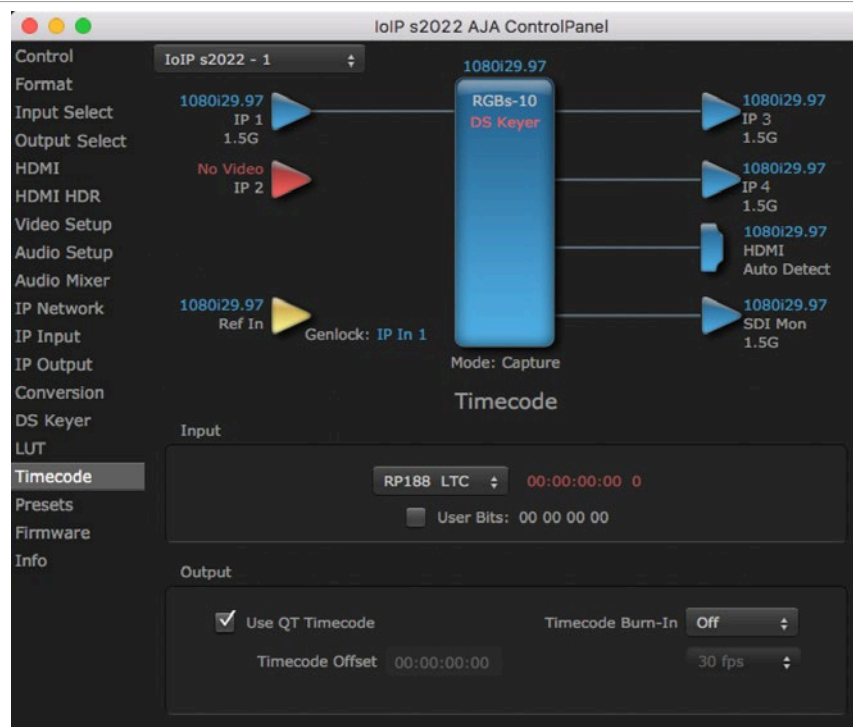 IoIP s2022 AJA ControlPanel
Control
Format
Input Select
Output Select
HDMI
HDMI HDR
Video Setup
Audio Setup
Audio Mixer
IP Network
IP Input
IP Output
Conversion
DS Keyer
LUT
Timecode
Presets
Firmware
Info
IoIP s2022 - 1
1080i29.97
IP 1
1.5G
No Video
IP 2
1080i29.97
Ref In
Genlock: IP In 1
1080i29.97
RGBs-10
DS Keyer
Mode: Capture
1080i29.97
IP 3
1.5G
1080i29.97
IP 4
1.5G
1080i29.97
HDMI
Auto Detect
1080i29.97
SDI Mon
1.5G
Timecode
Input
RP188 LTC 00:00:00:00 0
User Bits: 00 00 00 00
Output
Use QT Timecode Timecode Burn-In Off
Timecode Offset 00:00:00:00 30 fps